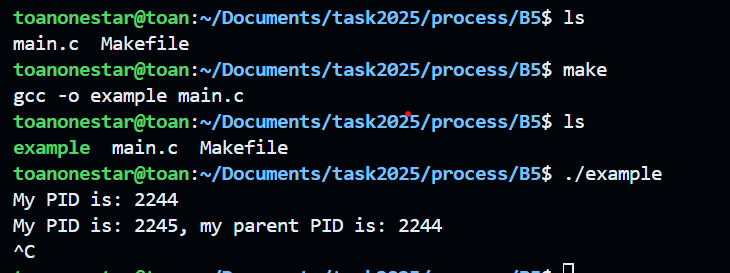 toanonestar@toan:~/Documents/task2025/process/B5$ ls
main.c  Makefile
toanonestar@toan:~/Documents/task2025/process/B5$ make
gcc -o example main.c
toanonestar@toan:~/Documents/task2025/process/B5$ ls
example  main.c  Makefile
toanonestar@toan:~/Documents/task2025/process/B5$ ./example
My PID is: 2244
My PID is: 2245, my parent PID is: 2244
^C